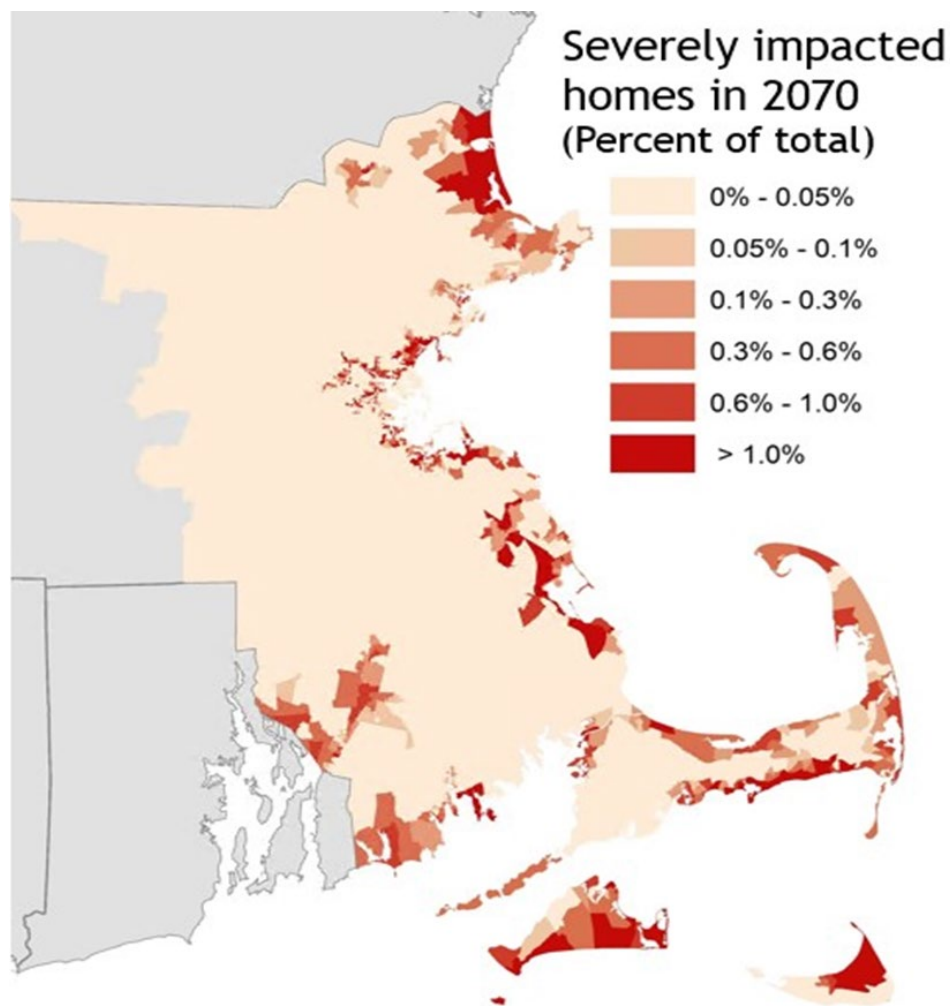 Severely impacted
homes in 2070
(Percent of total)
0% - 0.05%
0.05% - 0.1%
0.1% - 0.3%
0.3% - 0.6%
0.6% - 1.0%
> 1.0%